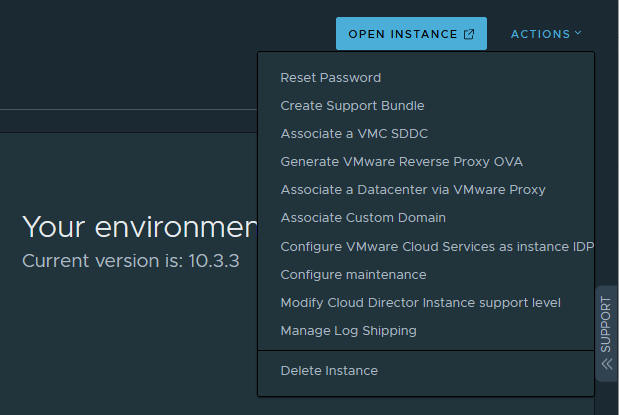 OPEN INSTANCE
ACTIONS
Reset Password
Create Support Bundle
Associate a VMC SDDC
Generate VMware Reverse Proxy OVA
Associate a Datacenter via VMware Proxy
Associate Custom Domain
Configure VMware Cloud Services as instance IDP
Configure maintenance
Modify Cloud Director Instance support level
Manage Log Shipping
Delete Instance
Your environmen
Current version is: 10.3.3
SUPPORT